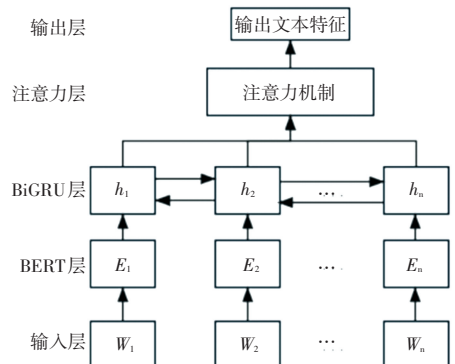 输出层 输出文本特征
注意力层 注意力机制
BiGRU层 h₁ h₂ … hₙ
BERT层 E₁ E₂ … Eₙ
输入层 W₁ W₂ … Wₙ